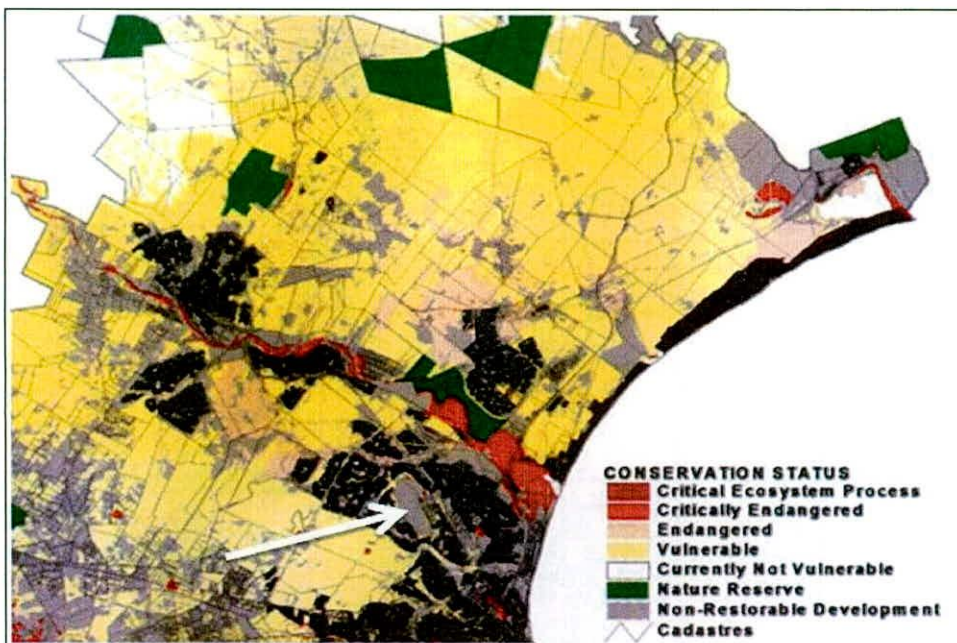 CONSERVATION STATUS
Critical Ecosystem Process
Critically Endangered
Endangered
Vulnerable
Currently Not Vulnerable
Nature Reserve
Non-Restorable Development
Cadastres